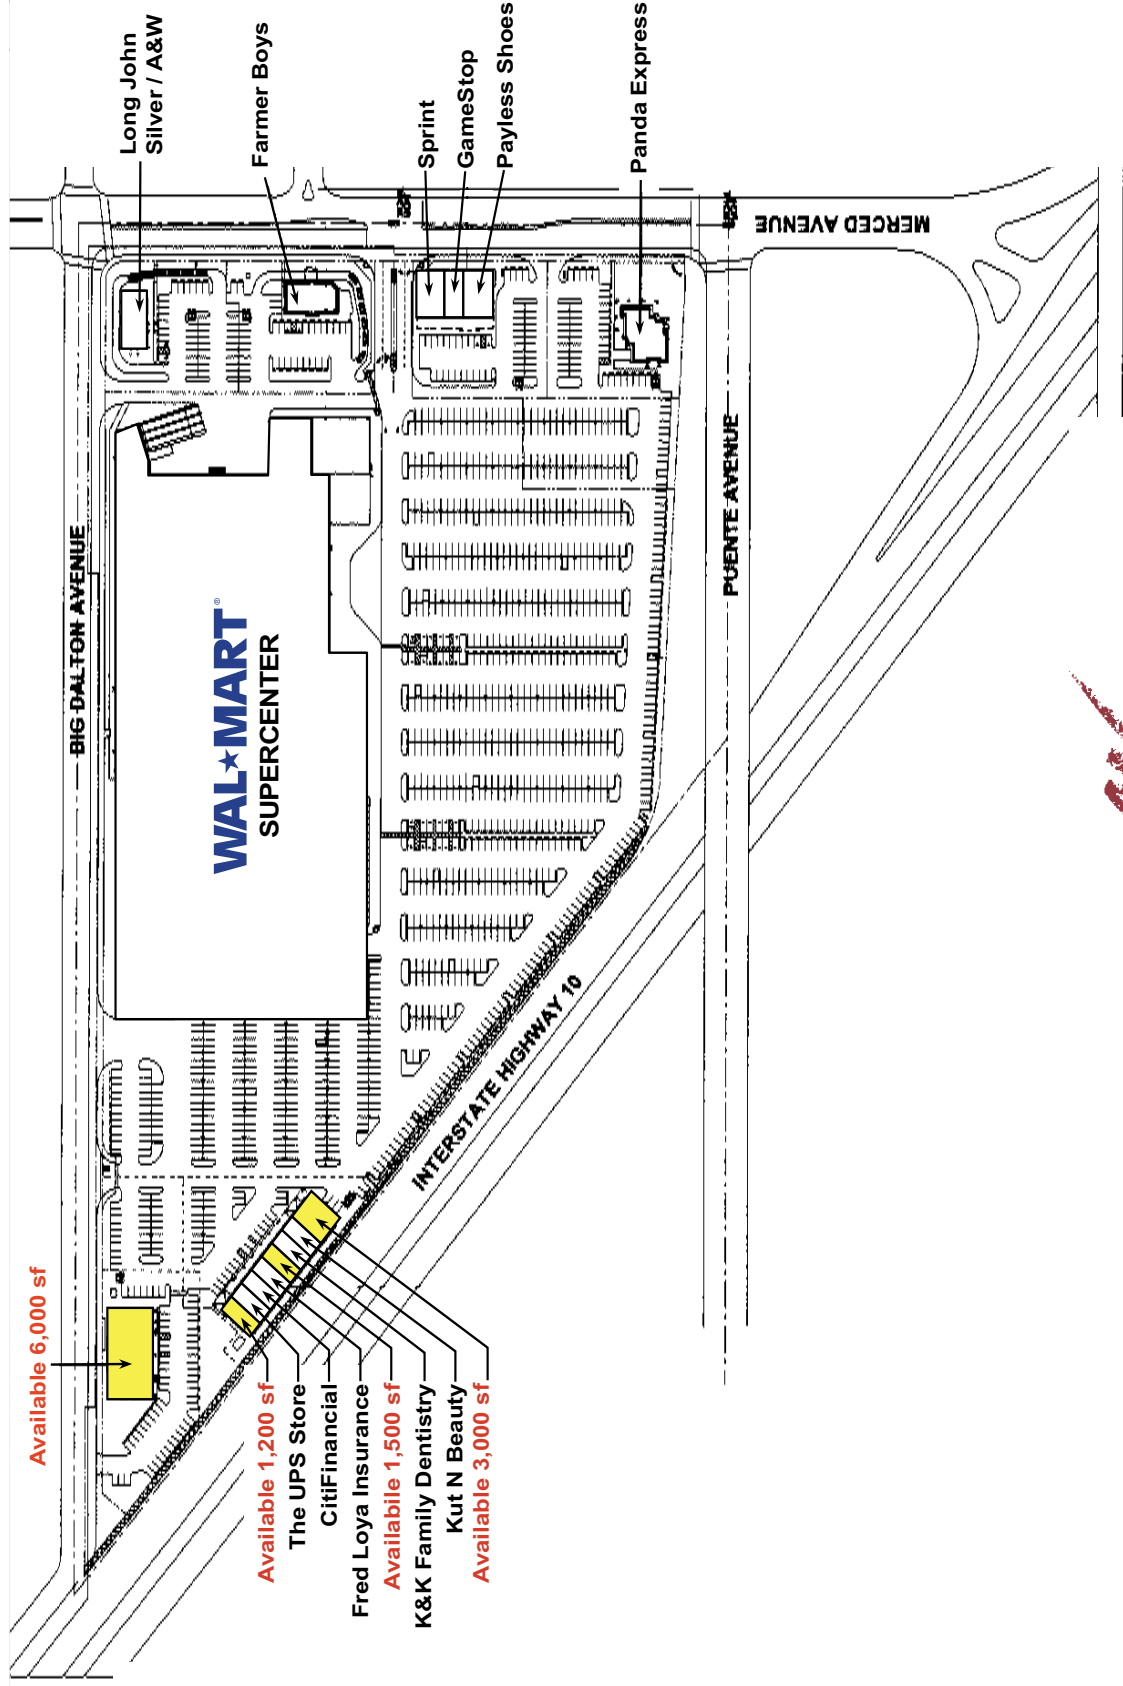 Long John
Silver / A&W
Farmer Boys
Sprint
GameStop
Payless Shoes
Panda Express
MERCED AVENUE
BIG DALTON AVENUE
WAL★MART®
SUPERCENTER
PUENTE AVENUE
INTERSTATE HIGHWAY 10
Available 6,000 sf
Available 1,200 sf
The UPS Store
CitiFinancial
Fred Loya Insurance
Availabile 1,500 sf
K&K Family Dentistry
Kut N Beauty
Available 3,000 sf